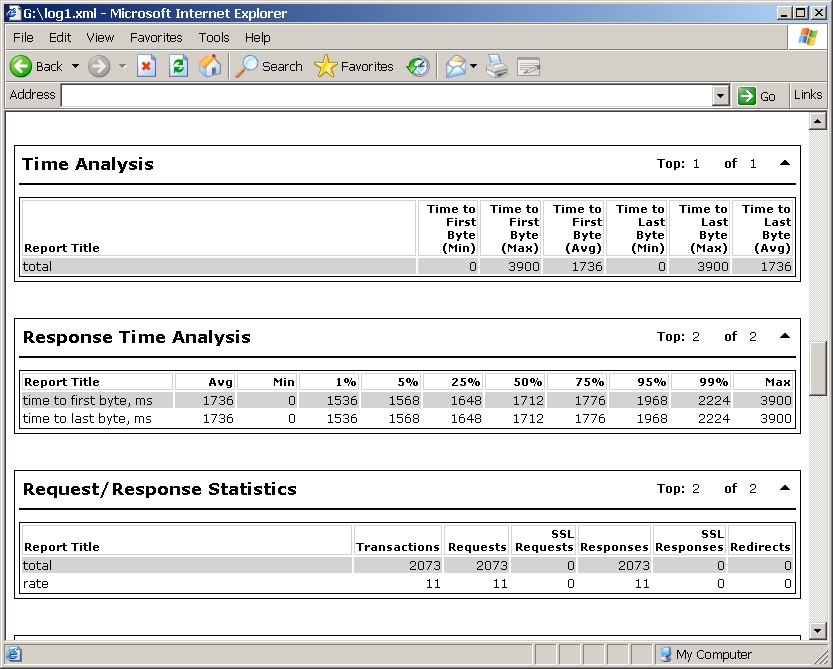 G:\log1.xml - Microsoft Internet Explorer
File Edit View Favorites Tools Help
Back Search Favorites
Address Go Links
Time Analysis Top: 1 of 1
Report Title Time to First Byte (Min) Time to First Byte (Max) Time to First Byte (Avg) Time to Last Byte (Min) Time to Last Byte (Max) Time to Last Byte (Avg)
total 0 3900 1736 0 3900 1736
Response Time Analysis Top: 2 of 2
Report Title Avg Min 1% 5% 25% 50% 75% 95% 99% Max
time to first byte, ms 1736 0 1536 1568 1648 1712 1776 1968 2224 3900
time to last byte, ms 1736 0 1536 1568 1648 1712 1776 1968 2224 3900
Request/Response Statistics Top: 2 of 2
Report Title Transactions Requests SSL Requests Responses SSL Responses Redirects
total 2073 2073 0 2073 0 0
rate 11 11 0 11 0 0
My Computer